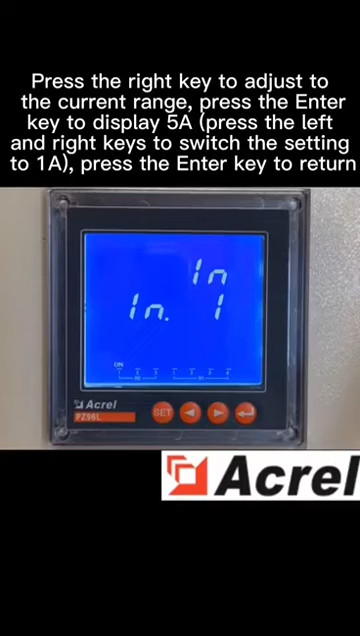 Press the right key to adjust to
the current range, press the Enter
key to display 5A (press the left
and right keys to switch the setting
to 1A), press the Enter key to return
In
In. 1
ON
Acrel
PZ96L
SET
Acrel